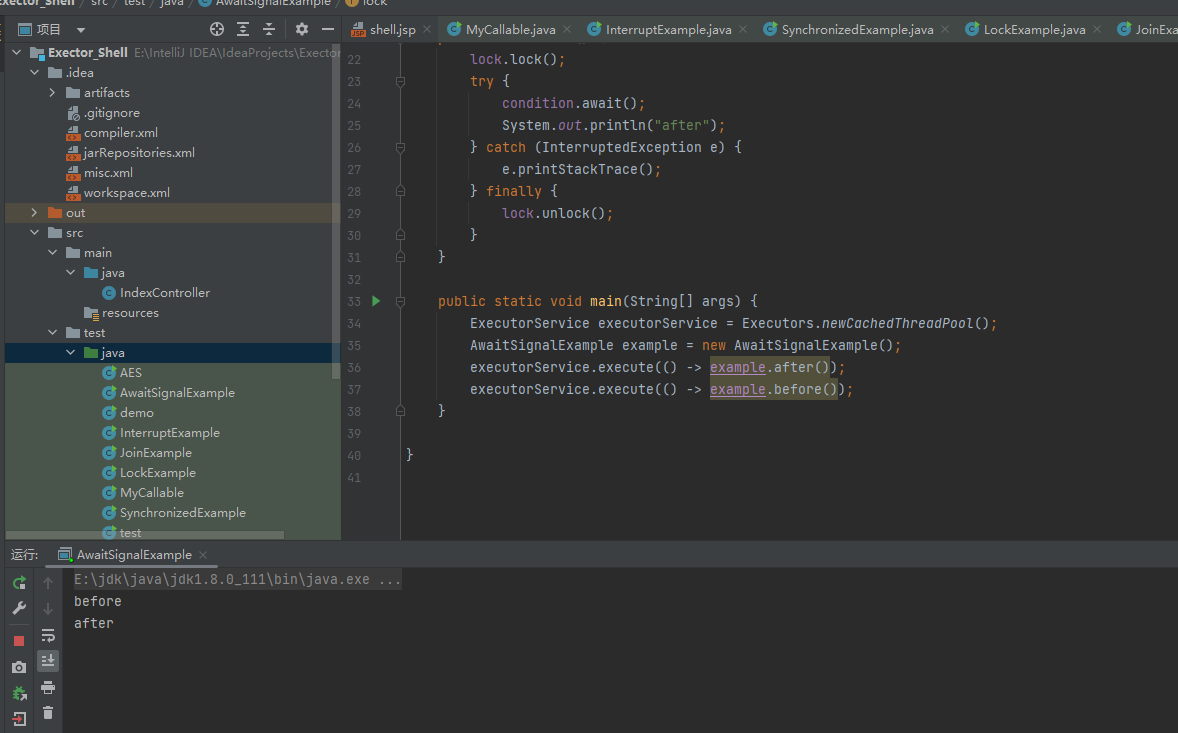 Exector_Shell / src / test / java / AwaitSignalExample / lock
项目
shell.jsp MyCallable.java InterruptExample.java SynchronizedExample.java LockExample.java JoinExa
Exector_Shell E:\IntelliJ IDEA\IdeaProjects\Exector
.idea
artifacts
.gitignore
compiler.xml
jarRepositories.xml
misc.xml
workspace.xml
out
src
main
java
IndexController
resources
test
java
AES
AwaitSignalExample
demo
InterruptExample
JoinExample
LockExample
MyCallable
SynchronizedExample
test
22 lock.lock();
23 try {
24 condition.await();
25 System.out.println("after");
26 } catch (InterruptedException e) {
27 e.printStackTrace();
28 } finally {
29 lock.unlock();
30 }
31 }
32
33 public static void main(String[] args) {
34 ExecutorService executorService = Executors.newCachedThreadPool();
35 AwaitSignalExample example = new AwaitSignalExample();
36 executorService.execute(() -> example.after());
37 executorService.execute(() -> example.before());
38 }
39
40 }
41
运行: AwaitSignalExample
E:\jdk\java\jdk1.8.0_111\bin\java.exe ...
before
after